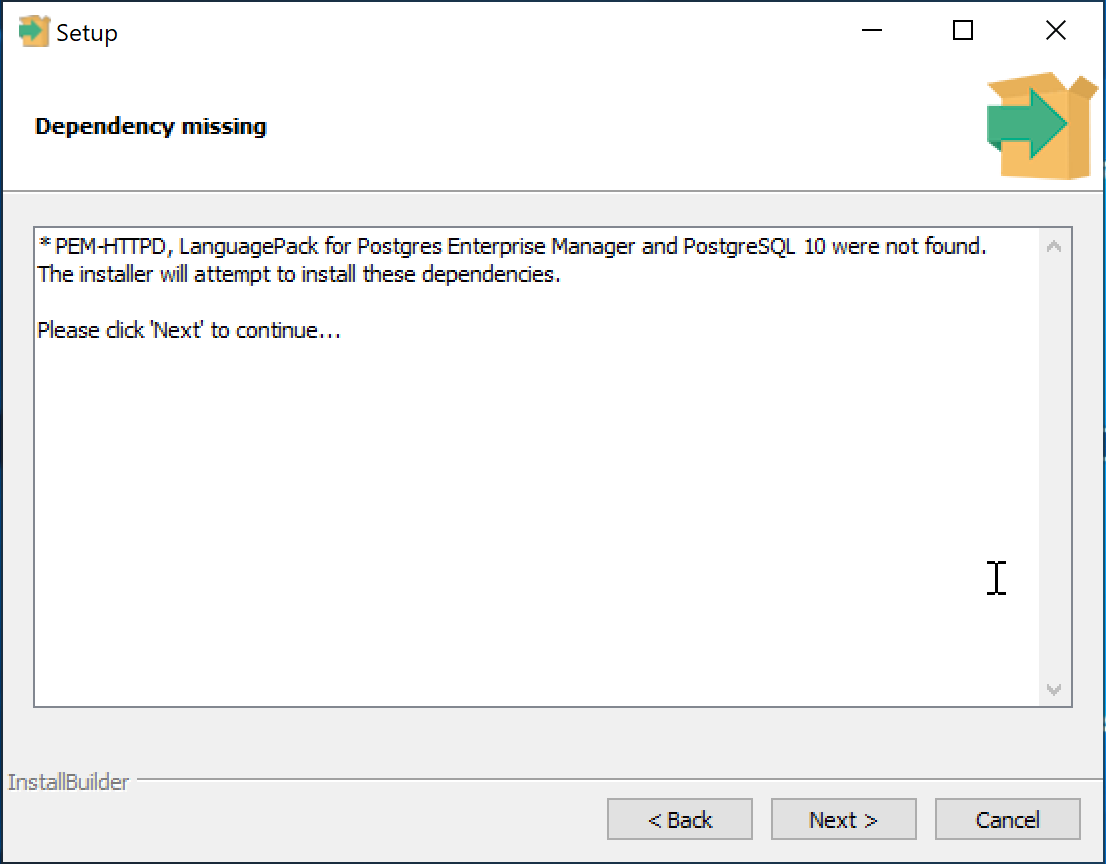 Setup
Dependency missing
* PEM-HTTPD, LanguagePack for Postgres Enterprise Manager and PostgreSQL 10 were not found.
The installer will attempt to install these dependencies.
Please click 'Next' to continue...
InstallBuilder
< Back
Next >
Cancel